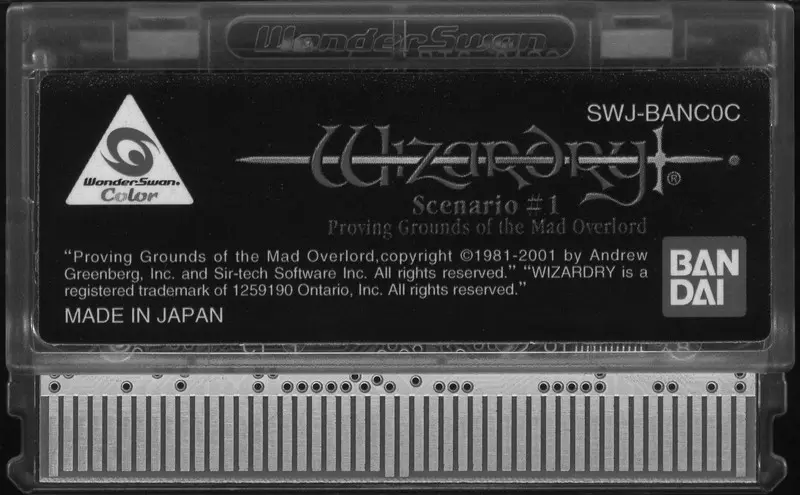 WonderSwan
SWJ-BANC0C
WonderSwan
Color
Wizardry®
Scenario #1
Proving Grounds of the Mad Overlord
“Proving Grounds of the Mad Overlord,copyright ©1981-2001 by Andrew
Greenberg, Inc. and Sir-tech Software Inc. All rights reserved.” “WIZARDRY is a
registered trademark of 1259190 Ontario, Inc. All rights reserved.”
MADE IN JAPAN
BAN
DAI